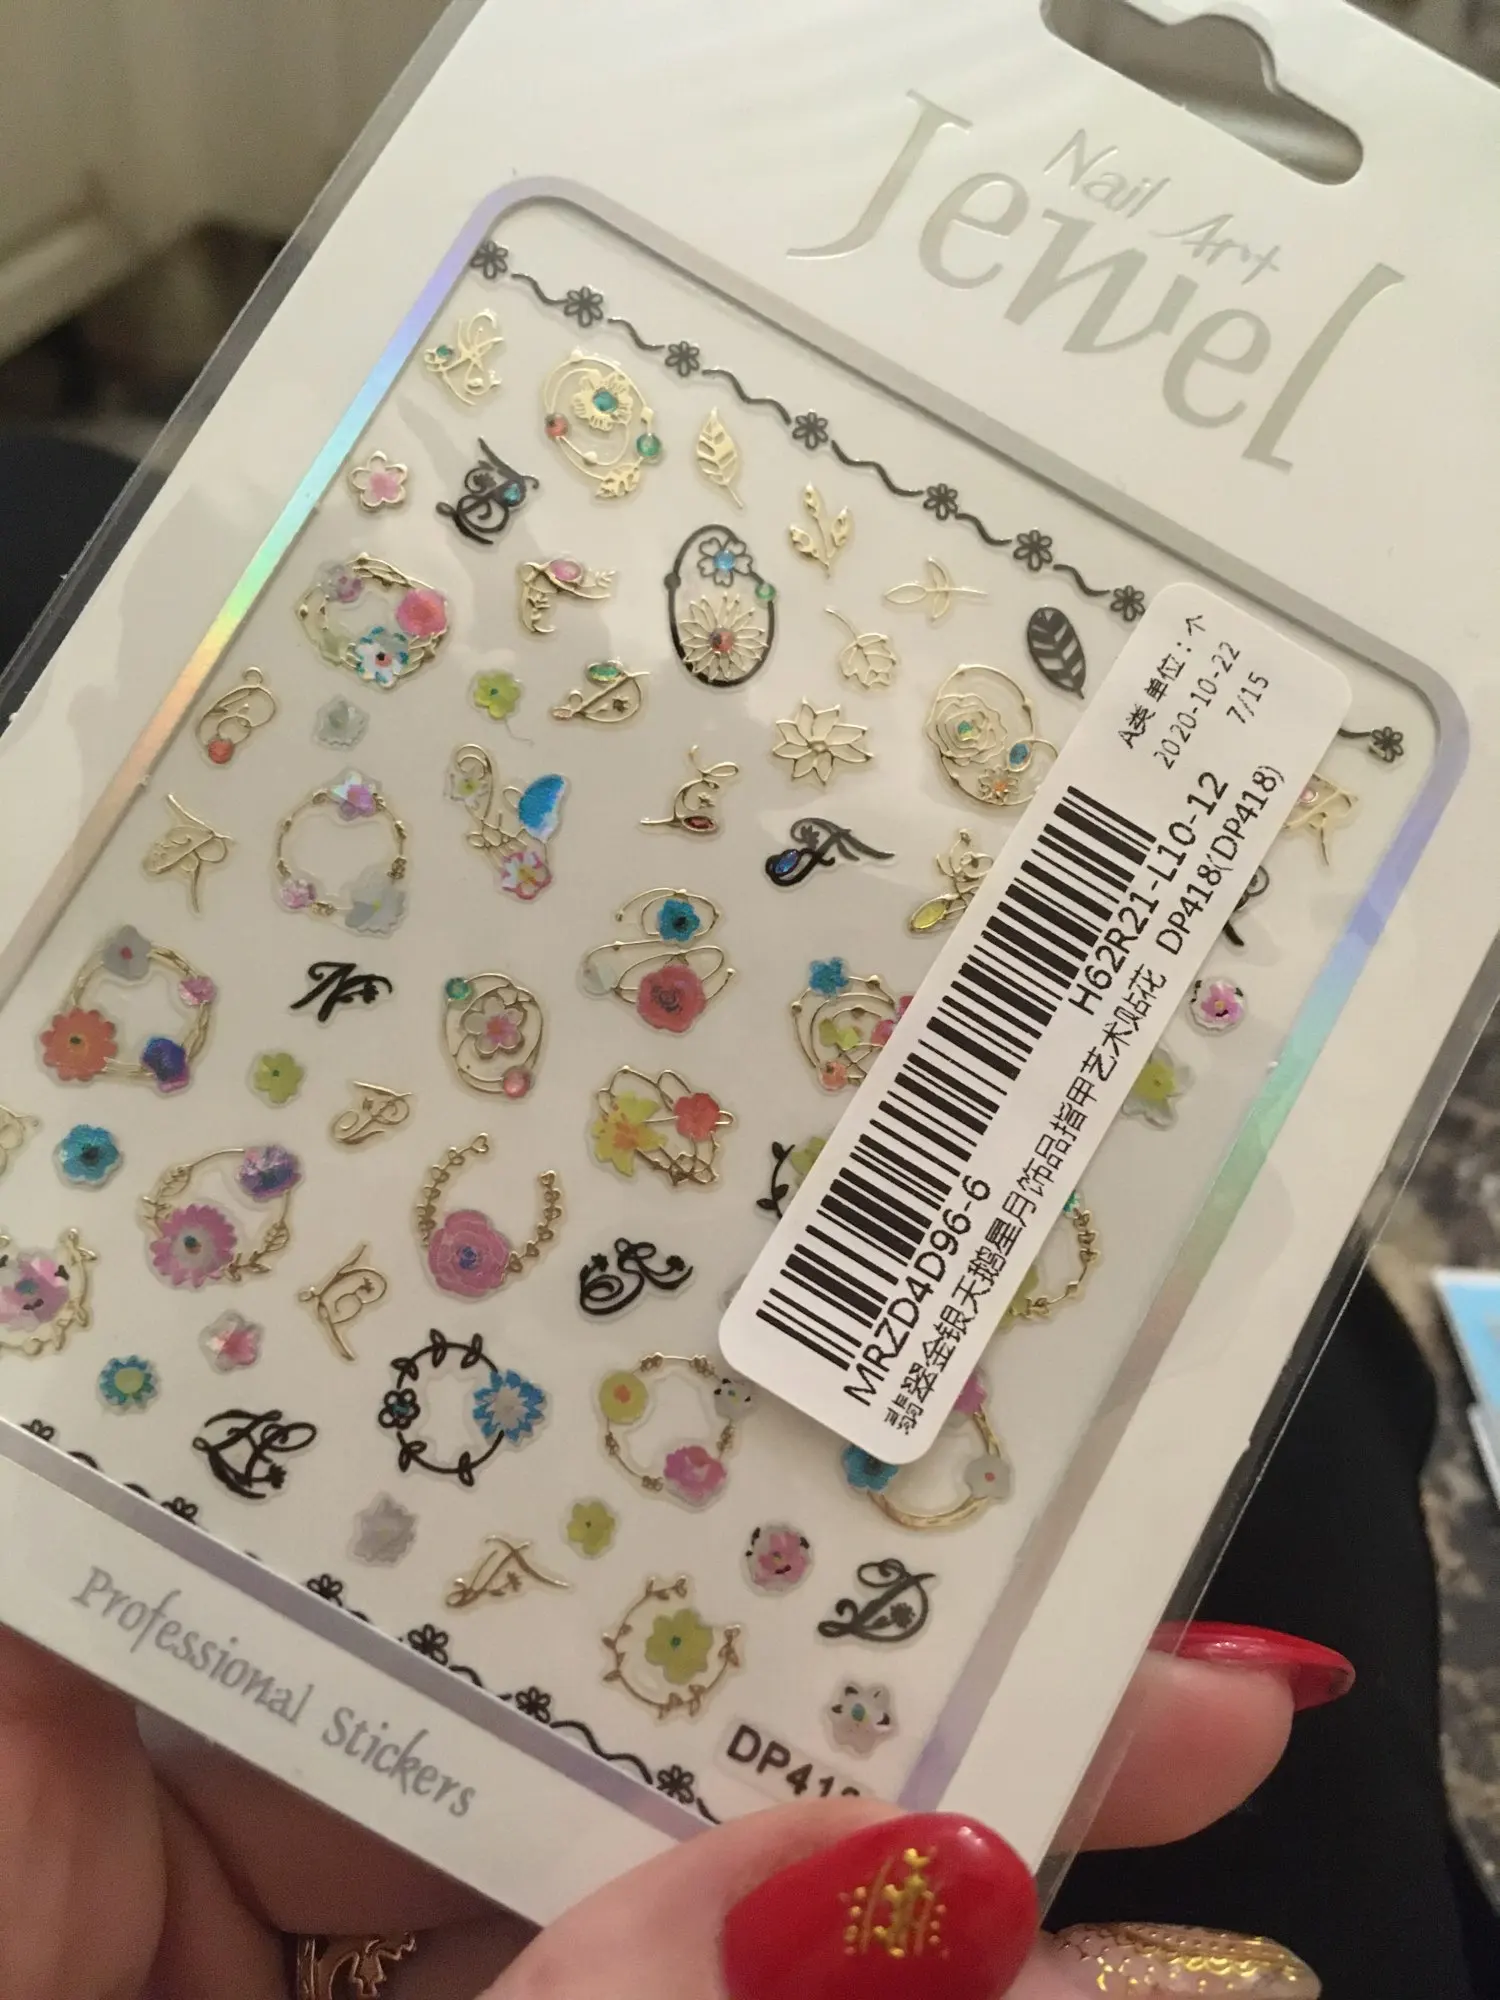 Nail Art
Jewel
A类 单位：个
2020-10-22
7/15
H62R21-L10-12
MRZD4D96-6
翡翠金银天鹅星月饰品指甲艺术贴花 DP418(DP418)
Professional Stickers